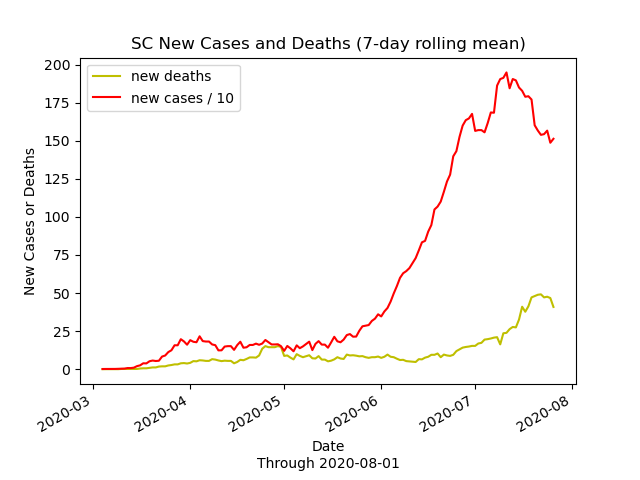 SC New Cases and Deaths (7-day rolling mean)
new deaths
new cases / 10
200
175
150
125
100
75
50
25
0
New Cases or Deaths
2020-03
2020-04
2020-05
2020-06
2020-07
2020-08
Date
Through 2020-08-01